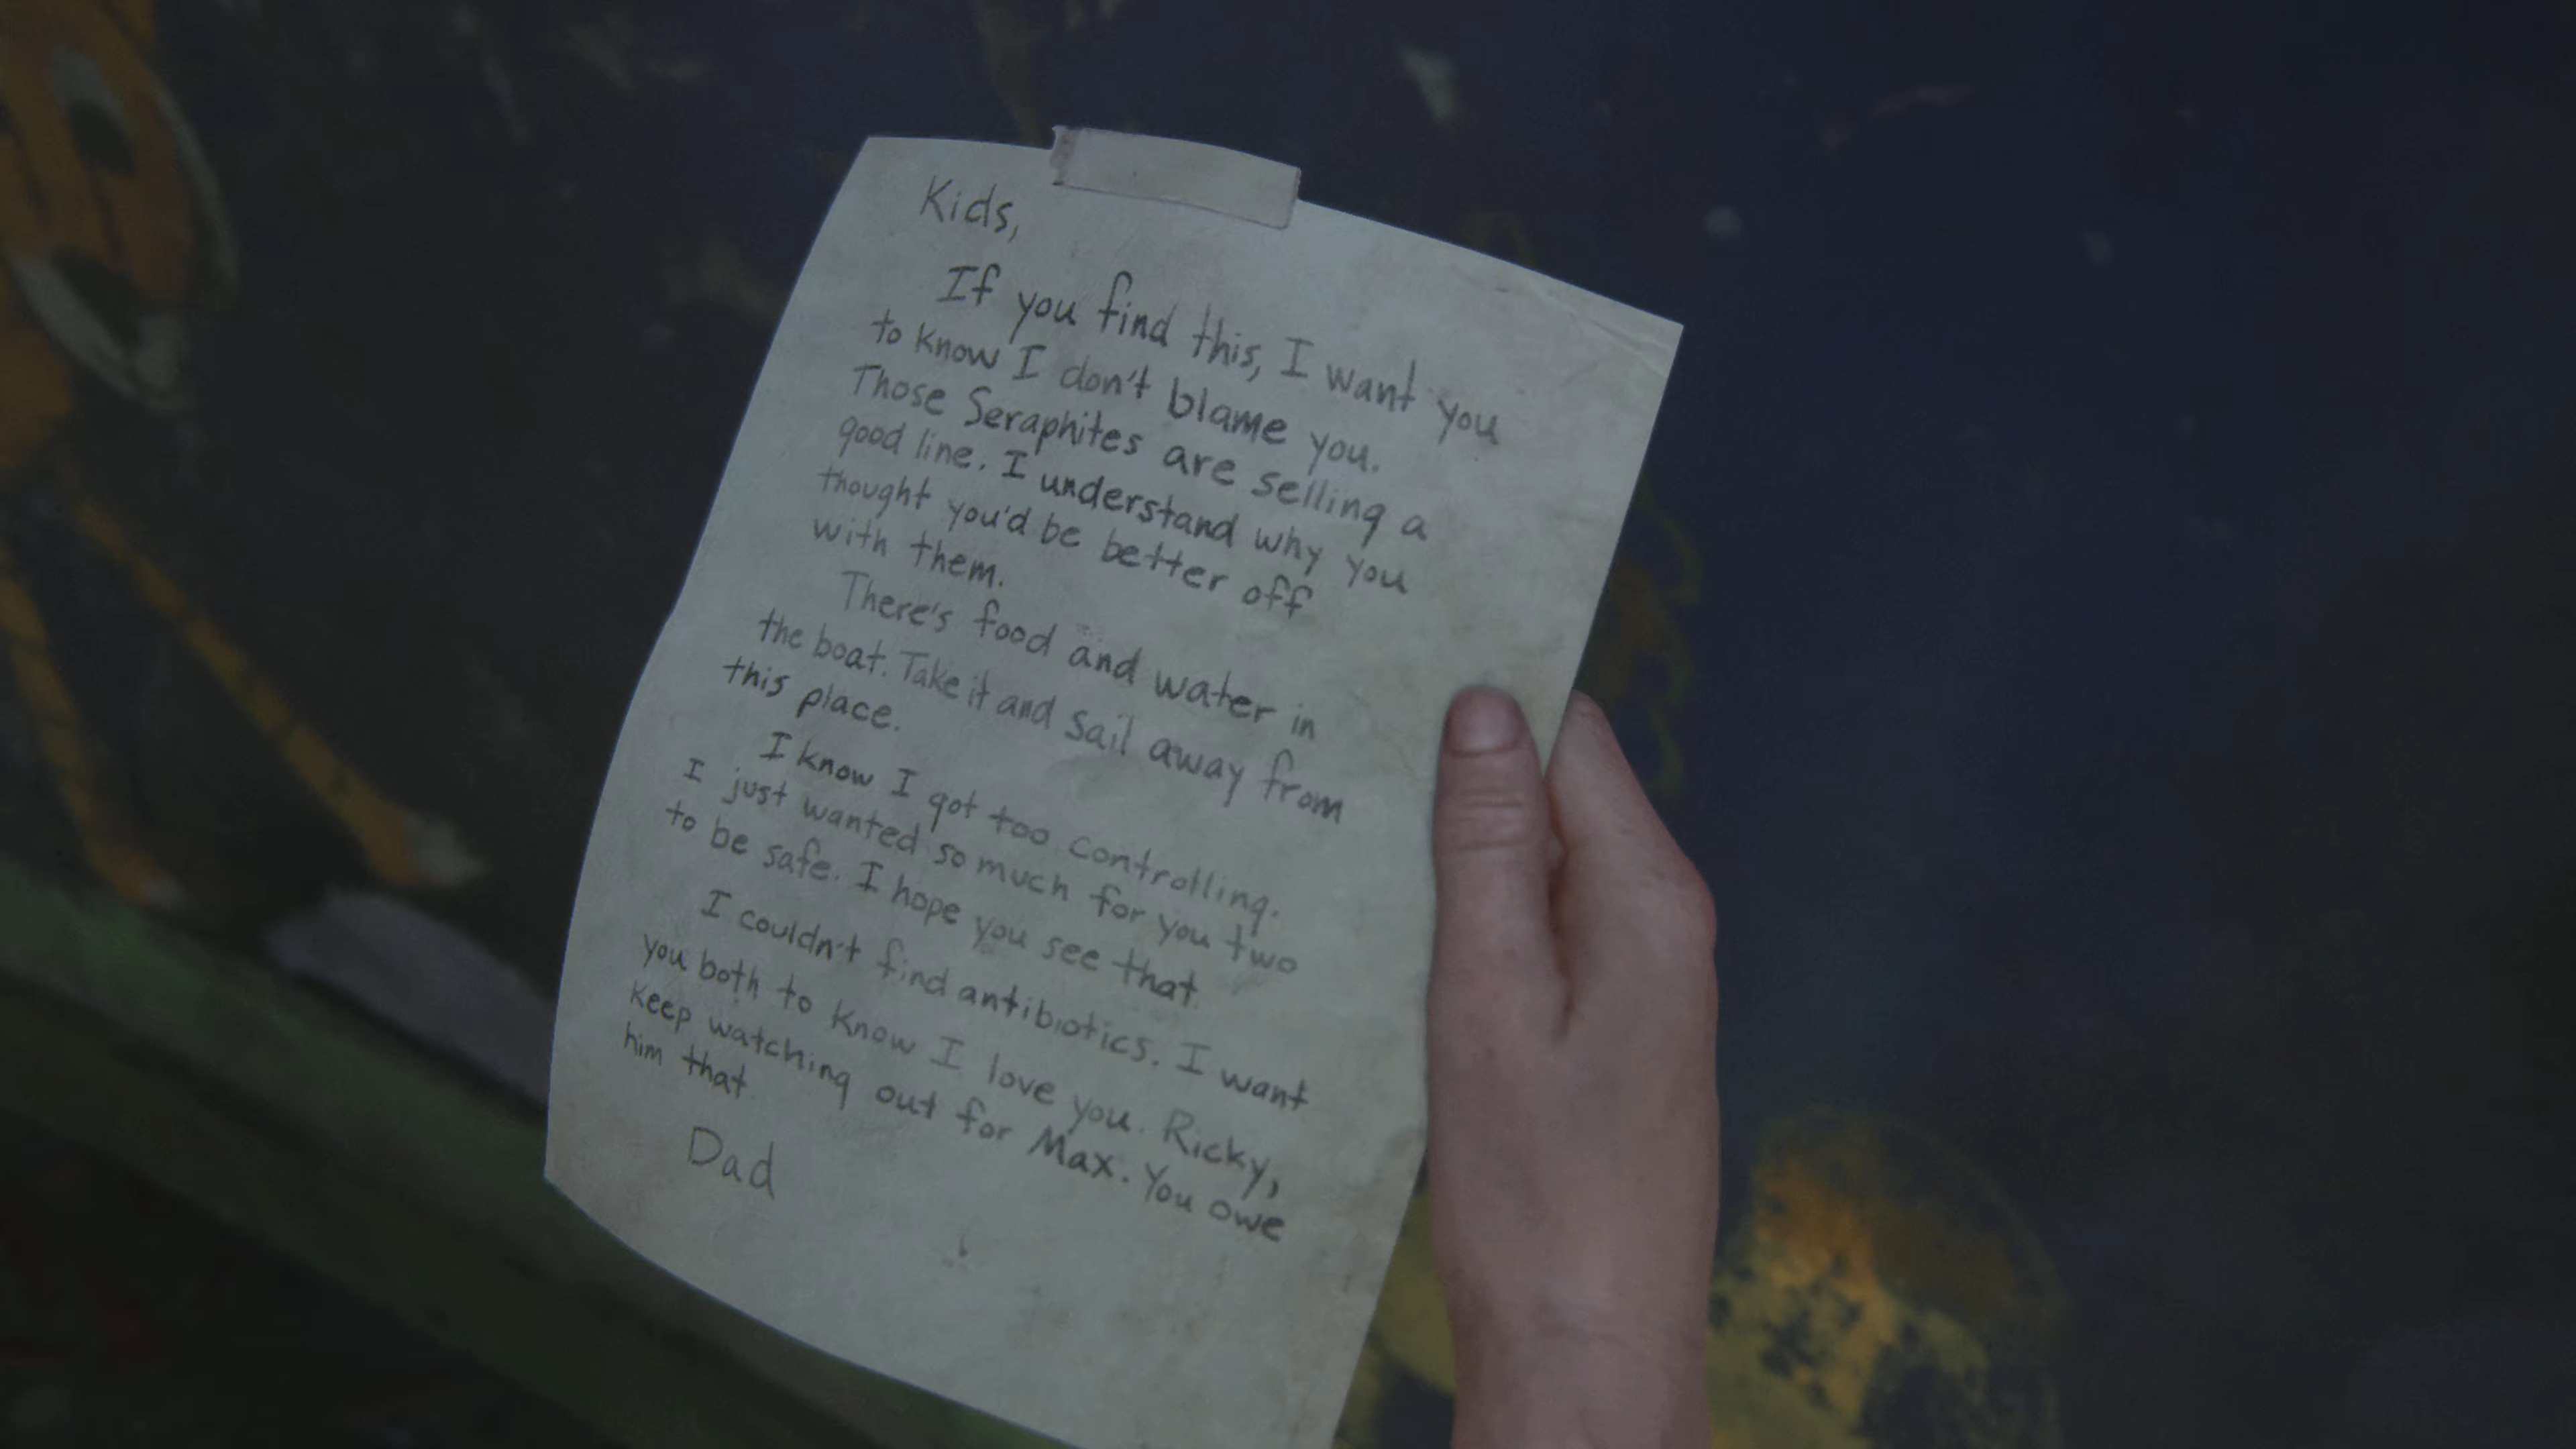 Kids,
If you find this, I want you
to know I don't blame you.
Those Seraphites are selling a
good line. I understand why you
thought you'd be better off
with them.
There's food and water in
the boat. Take it and sail away from
this place.
I know I got too controlling.
I just wanted so much for you two
to be safe. I hope you see that.
I couldn't find antibiotics. I want
you both to know I love you. Ricky,
keep watching out for Max. You owe
him that.
Dad